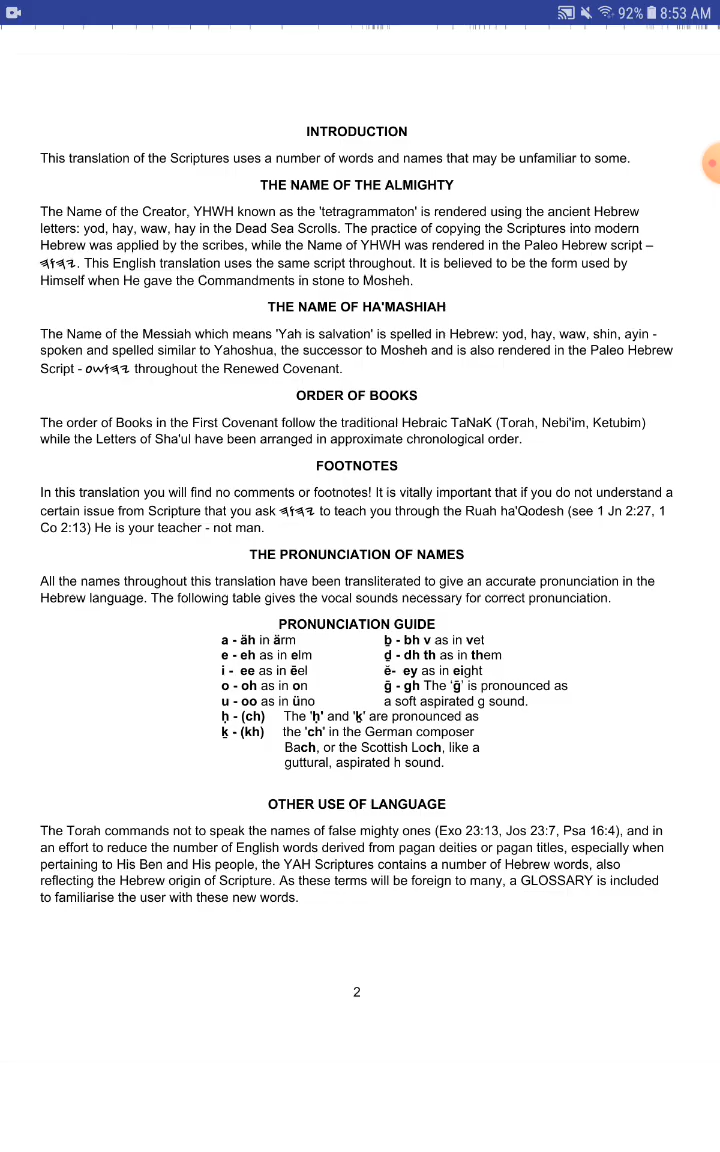 92% 8:53 AM
INTRODUCTION
This translation of the Scriptures uses a number of words and names that may be unfamiliar to some.
THE NAME OF THE ALMIGHTY
The Name of the Creator, YHWH known as the 'tetragrammaton' is rendered using the ancient Hebrew
letters: yod, hay, waw, hay in the Dead Sea Scrolls. The practice of copying the Scriptures into modern
Hebrew was applied by the scribes, while the Name of YHWH was rendered in the Paleo Hebrew script –
𐤉𐤄𐤅𐤄. This English translation uses the same script throughout. It is believed to be the form used by
Himself when He gave the Commandments in stone to Mosheh.
THE NAME OF HA'MASHIAH
The Name of the Messiah which means 'Yah is salvation' is spelled in Hebrew: yod, hay, waw, shin, ayin -
spoken and spelled similar to Yahoshua, the successor to Mosheh and is also rendered in the Paleo Hebrew
Script - 𐤉𐤄𐤅𐤔𐤏 throughout the Renewed Covenant.
ORDER OF BOOKS
The order of Books in the First Covenant follow the traditional Hebraic TaNaK (Torah, Nebi'im, Ketubim)
while the Letters of Sha'ul have been arranged in approximate chronological order.
FOOTNOTES
In this translation you will find no comments or footnotes! It is vitally important that if you do not understand a
certain issue from Scripture that you ask 𐤉𐤄𐤅𐤄 to teach you through the Ruah ha'Qodesh (see 1 Jn 2:27, 1
Co 2:13) He is your teacher - not man.
THE PRONUNCIATION OF NAMES
All the names throughout this translation have been transliterated to give an accurate pronunciation in the
Hebrew language. The following table gives the vocal sounds necessary for correct pronunciation.
PRONUNCIATION GUIDE
a - äh in ärm ḇ - bh v as in vet
e - eh as in elm ḏ - dh th as in them
i - ee as in ēel ĕ- ey as in eight
o - oh as in on ḡ - gh The 'ḡ' is pronounced as
u - oo as in üno a soft aspirated g sound.
ḥ - (ch) The 'ḥ' and 'ḵ' are pronounced as
ḵ - (kh) the 'ch' in the German composer
Bach, or the Scottish Loch, like a
guttural, aspirated h sound.
OTHER USE OF LANGUAGE
The Torah commands not to speak the names of false mighty ones (Exo 23:13, Jos 23:7, Psa 16:4), and in
an effort to reduce the number of English words derived from pagan deities or pagan titles, especially when
pertaining to His Ben and His people, the YAH Scriptures contains a number of Hebrew words, also
reflecting the Hebrew origin of Scripture. As these terms will be foreign to many, a GLOSSARY is included
to familiarise the user with these new words.
2